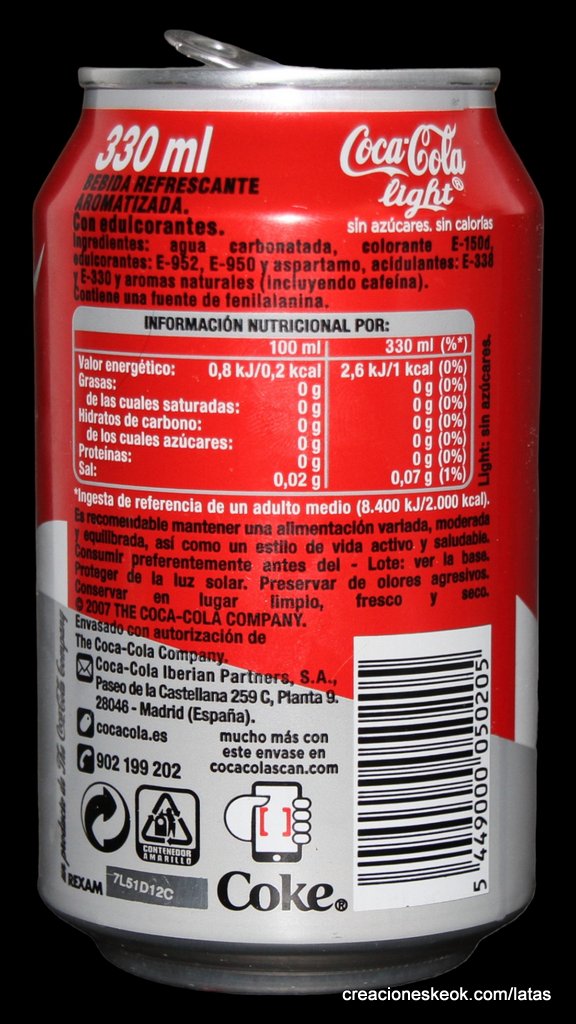 330 ml
BEBIDA REFRESCANTE
AROMATIZADA.
Con edulcorantes.
Ingredientes: agua carbonatada, colorante E-150d,
edulcorantes: E-952, E-950 y aspartamo, acidulantes: E-338
y E-330 y aromas naturales (incluyendo cafeína).
Contiene una fuente de fenilalanina.
Coca-Cola
light®
sin azúcares. sin calorías
INFORMACIÓN NUTRICIONAL POR:
100 ml 330 ml (%*)
Valor energético: 0,8 kJ/0,2 kcal 2,6 kJ/1 kcal (0%)
Grasas: 0 g 0 g (0%)
de las cuales saturadas: 0 g 0 g (0%)
Hidratos de carbono: 0 g 0 g (0%)
de los cuales azúcares: 0 g 0 g (0%)
Proteínas: 0 g 0 g (0%)
Sal: 0,02 g 0,07 g (1%)
*Ingesta de referencia de un adulto medio (8.400 kJ/2.000 kcal).
Light: sin azúcares.
Es recomendable mantener una alimentación variada, moderada
y equilibrada, así como un estilo de vida activo y saludable.
Consumir preferentemente antes del - Lote: ver la base.
Proteger de la luz solar. Preservar de olores agresivos.
Conservar en lugar limpio, fresco y seco.
© 2007 THE COCA-COLA COMPANY.
Envasado con autorización de
The Coca-Cola Company.
Coca-Cola Iberian Partners, S.A.,
Paseo de la Castellana 259 C, Planta 9.
28046 - Madrid (España).
cocacola.es
902 199 202
mucho más con
este envase en
cocacolascan.com
CONTENEDOR
AMARILLO
un producto de The Coca-Cola Company
REXAM
7L51D12C
Coke®
5 449000 050205
creacioneskeok.com/latas